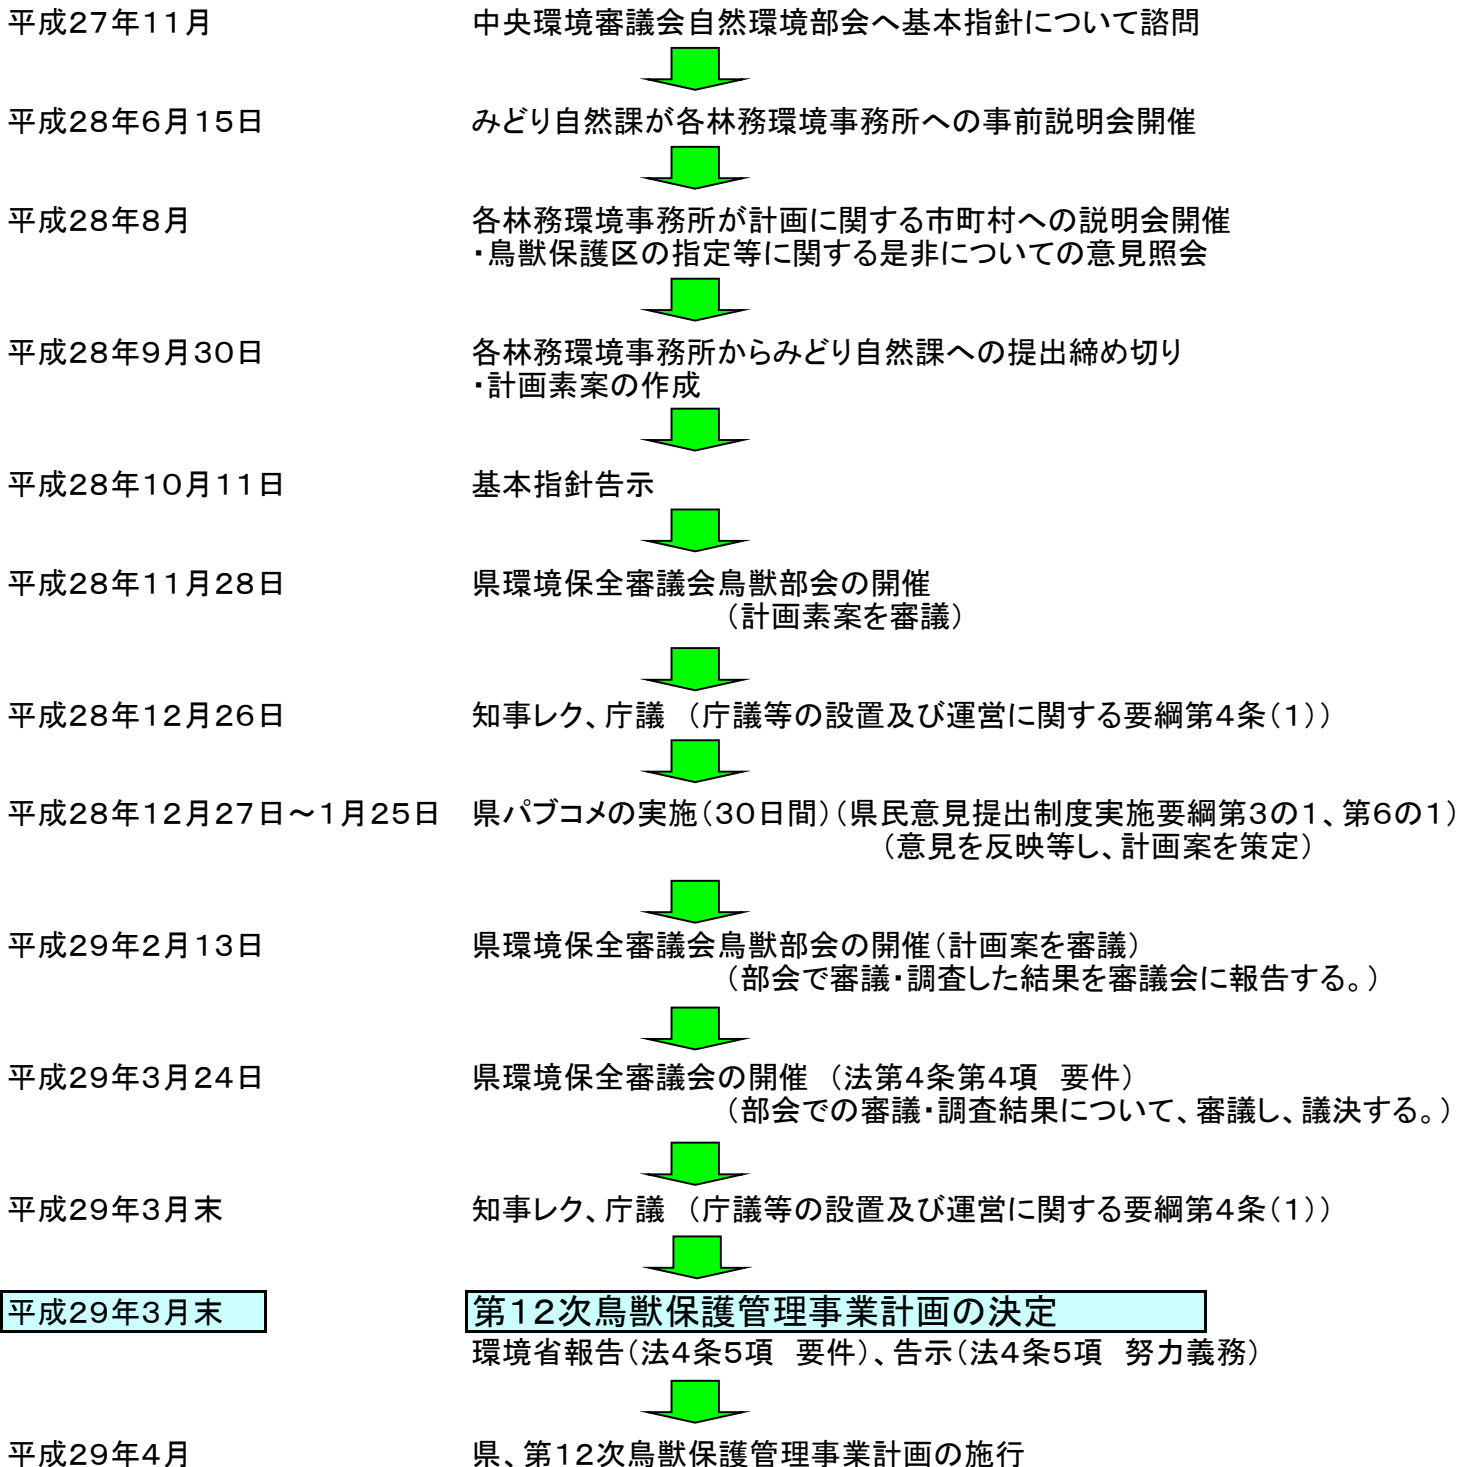 平成27年11月　中央環境審議会自然環境部会へ基本指針について諮問
平成28年6月15日　みどり自然課が各林務環境事務所への事前説明会開催
平成28年8月　各林務環境事務所が計画に関する市町村への説明会開催
・鳥獣保護区の指定等に関する是非についての意見照会
平成28年9月30日　各林務環境事務所からみどり自然課への提出締め切り
・計画素案の作成
平成28年10月11日　基本指針告示
平成28年11月28日　県環境保全審議会鳥獣部会の開催
（計画素案を審議）
平成28年12月26日　知事レク、庁議　（庁議等の設置及び運営に関する要綱第4条（1））
平成28年12月27日～1月25日　県パブコメの実施（30日間）（県民意見提出制度実施要綱第3の1、第6の1）
（意見を反映等し、計画案を策定）
平成29年2月13日　県環境保全審議会鳥獣部会の開催（計画案を審議）
（部会で審議・調査した結果を審議会に報告する。）
平成29年3月24日　県環境保全審議会の開催　（法第4条第4項　要件）
（部会での審議・調査結果について、審議し、議決する。）
平成29年3月末　知事レク、庁議　（庁議等の設置及び運営に関する要綱第4条（1））
平成29年3月末　第12次鳥獣保護管理事業計画の決定
環境省報告（法4条5項　要件）、告示（法4条5項　努力義務）
平成29年4月　県、第12次鳥獣保護管理事業計画の施行